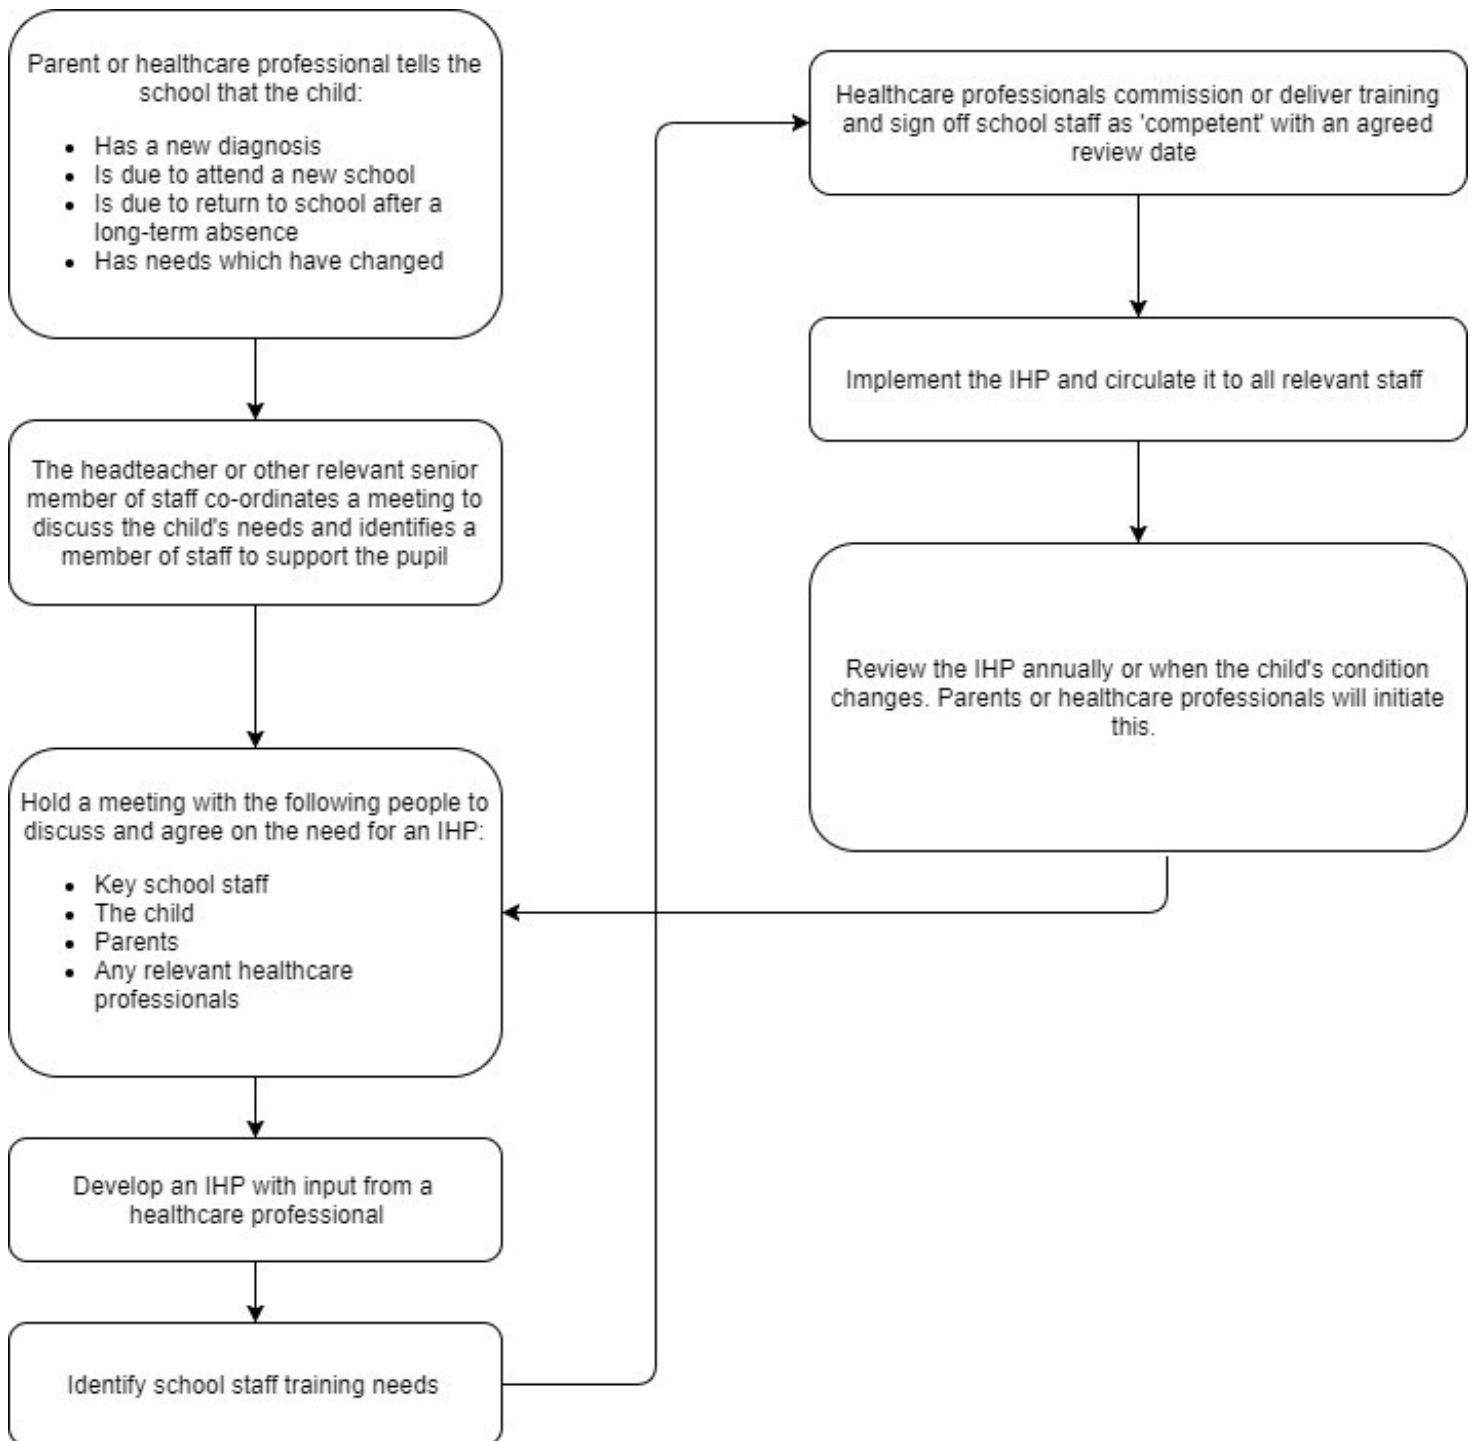 Parent or healthcare professional tells the
school that the child:
• Has a new diagnosis
• Is due to attend a new school
• Is due to return to school after a
long-term absence
• Has needs which have changed
The headteacher or other relevant senior
member of staff co-ordinates a meeting to
discuss the child's needs and identifies a
member of staff to support the pupil
Hold a meeting with the following people to
discuss and agree on the need for an IHP:
• Key school staff
• The child
• Parents
• Any relevant healthcare
professionals
Develop an IHP with input from a
healthcare professional
Identify school staff training needs
Healthcare professionals commission or deliver training
and sign off school staff as 'competent' with an agreed
review date
Implement the IHP and circulate it to all relevant staff
Review the IHP annually or when the child's condition
changes. Parents or healthcare professionals will initiate
this.